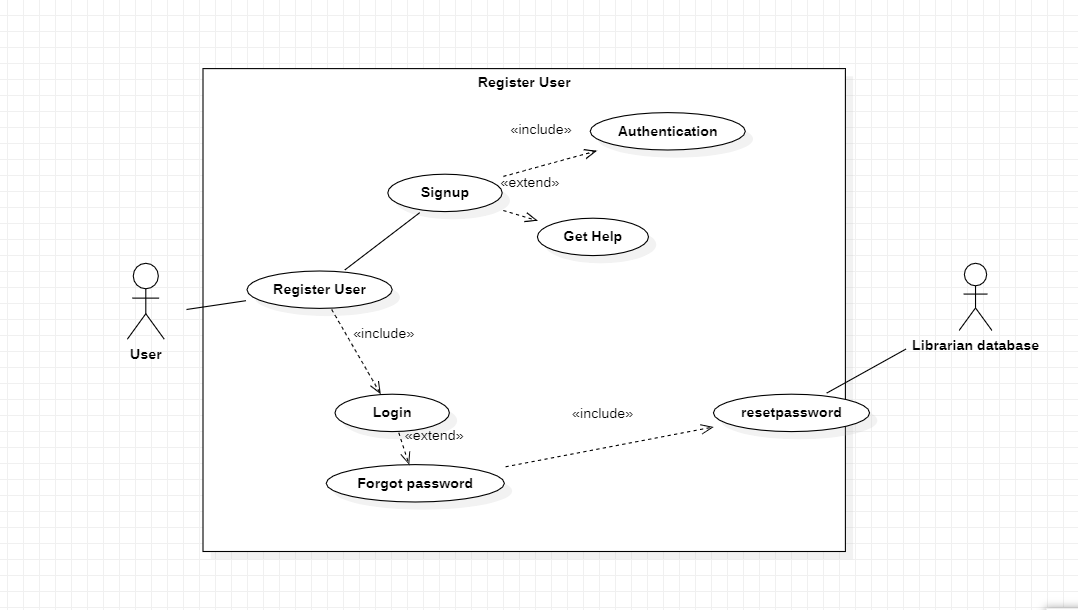 Register User
«include»
Authentication
«extend»
Signup
Get Help
Register User
«include»
User
Librarian database
Login
«include»
resetpassword
«extend»
Forgot password